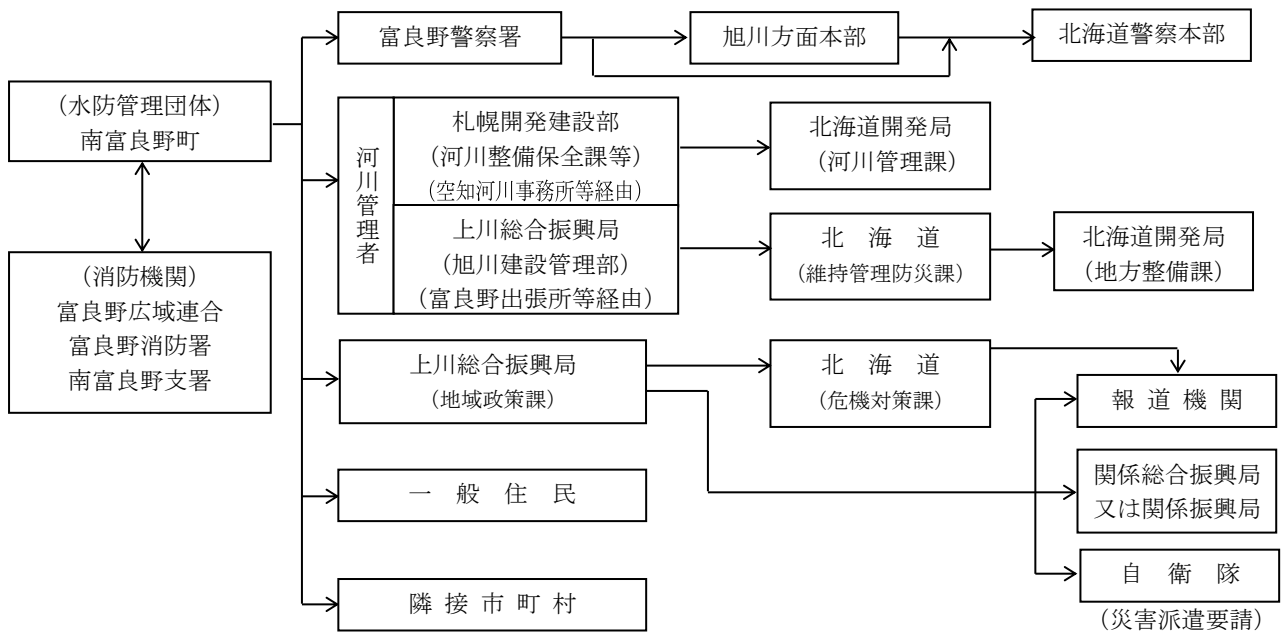 (水防管理団体)
南富良野町
(消防機関)
富良野広域連合
富良野消防署
南富良野支署
富良野警察署
旭川方面本部
北海道警察本部
河川管理者
札幌開発建設部
(河川整備保全課等)
(空知河川事務所等経由)
北海道開発局
(河川管理課)
上川総合振興局
(旭川建設管理部)
(富良野出張所等経由)
北 海 道
(維持管理防災課)
北海道開発局
(地方整備課)
上川総合振興局
(地域政策課)
北 海 道
(危機対策課)
報 道 機 関
関係総合振興局
又は関係振興局
自 衛 隊
(災害派遣要請)
一 般 住 民
隣 接 市 町 村